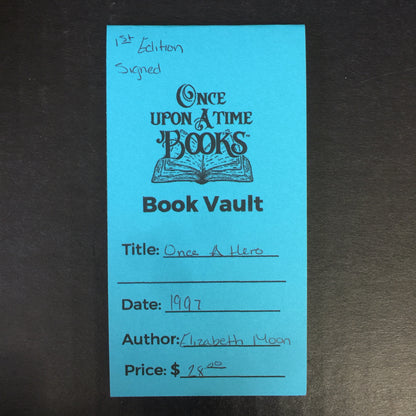 1st Edition
Signed
ONCE
UPON A TIME
BOOKS™
Book Vault
Title: Once A Hero
Date: 1997
Author: Elizabeth Moon
Price: $ 28.00